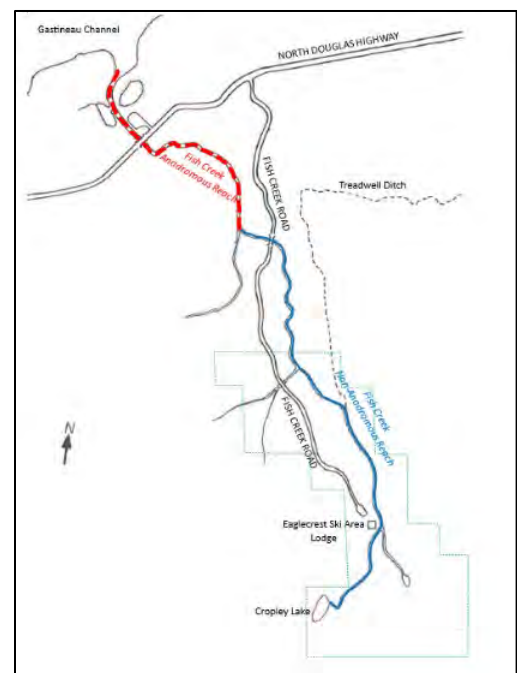 Gastineau Channel
NORTH DOUGLAS HIGHWAY
Fish Creek
Anadromous Reach
FISH CREEK ROAD
Treadwell Ditch
Fish Creek
Non-Anadromous Reach
FISH CREEK ROAD
N
Eaglecrest Ski Area
Lodge
Cropley Lake